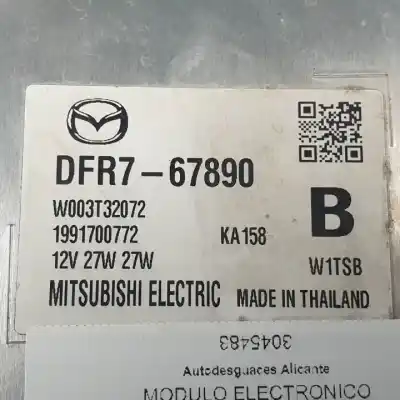 DFR7-67890
W003T32072
1991700772
KA158
B
12V 27W 27W
W1TSB
MITSUBISHI ELECTRIC
MADE IN THAILAND
3045483
Autodesguaces Alicante
MODULO ELECTRONICO